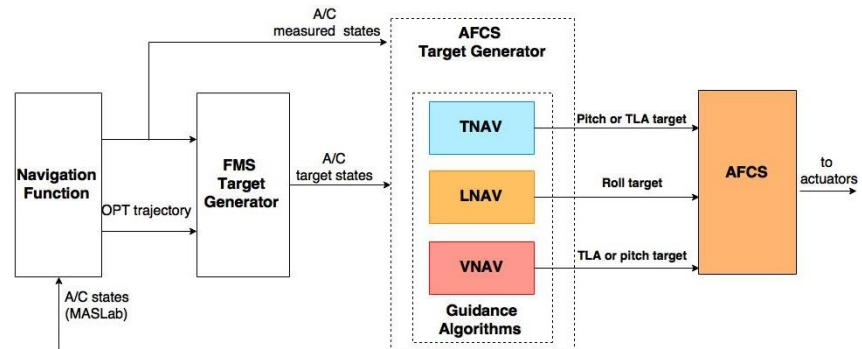 A/C
measured states
AFCS
Target Generator
Navigation
Function
FMS
Target
Generator
OPT trajectory
A/C
target states
TNAV
LNAV
VNAV
Guidance
Algorithms
Pitch or TLA target
Roll target
TLA or pitch target
AFCS
to
actuators
A/C states
(MASLab)